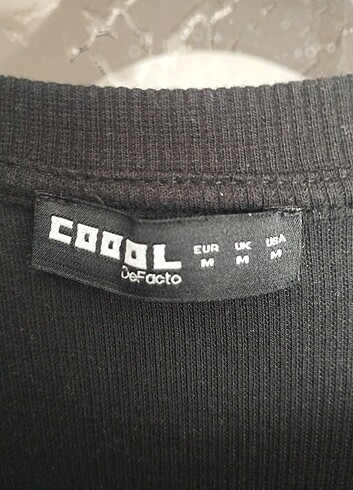 COOOL
DeFacto
EUR UK USA
M M M